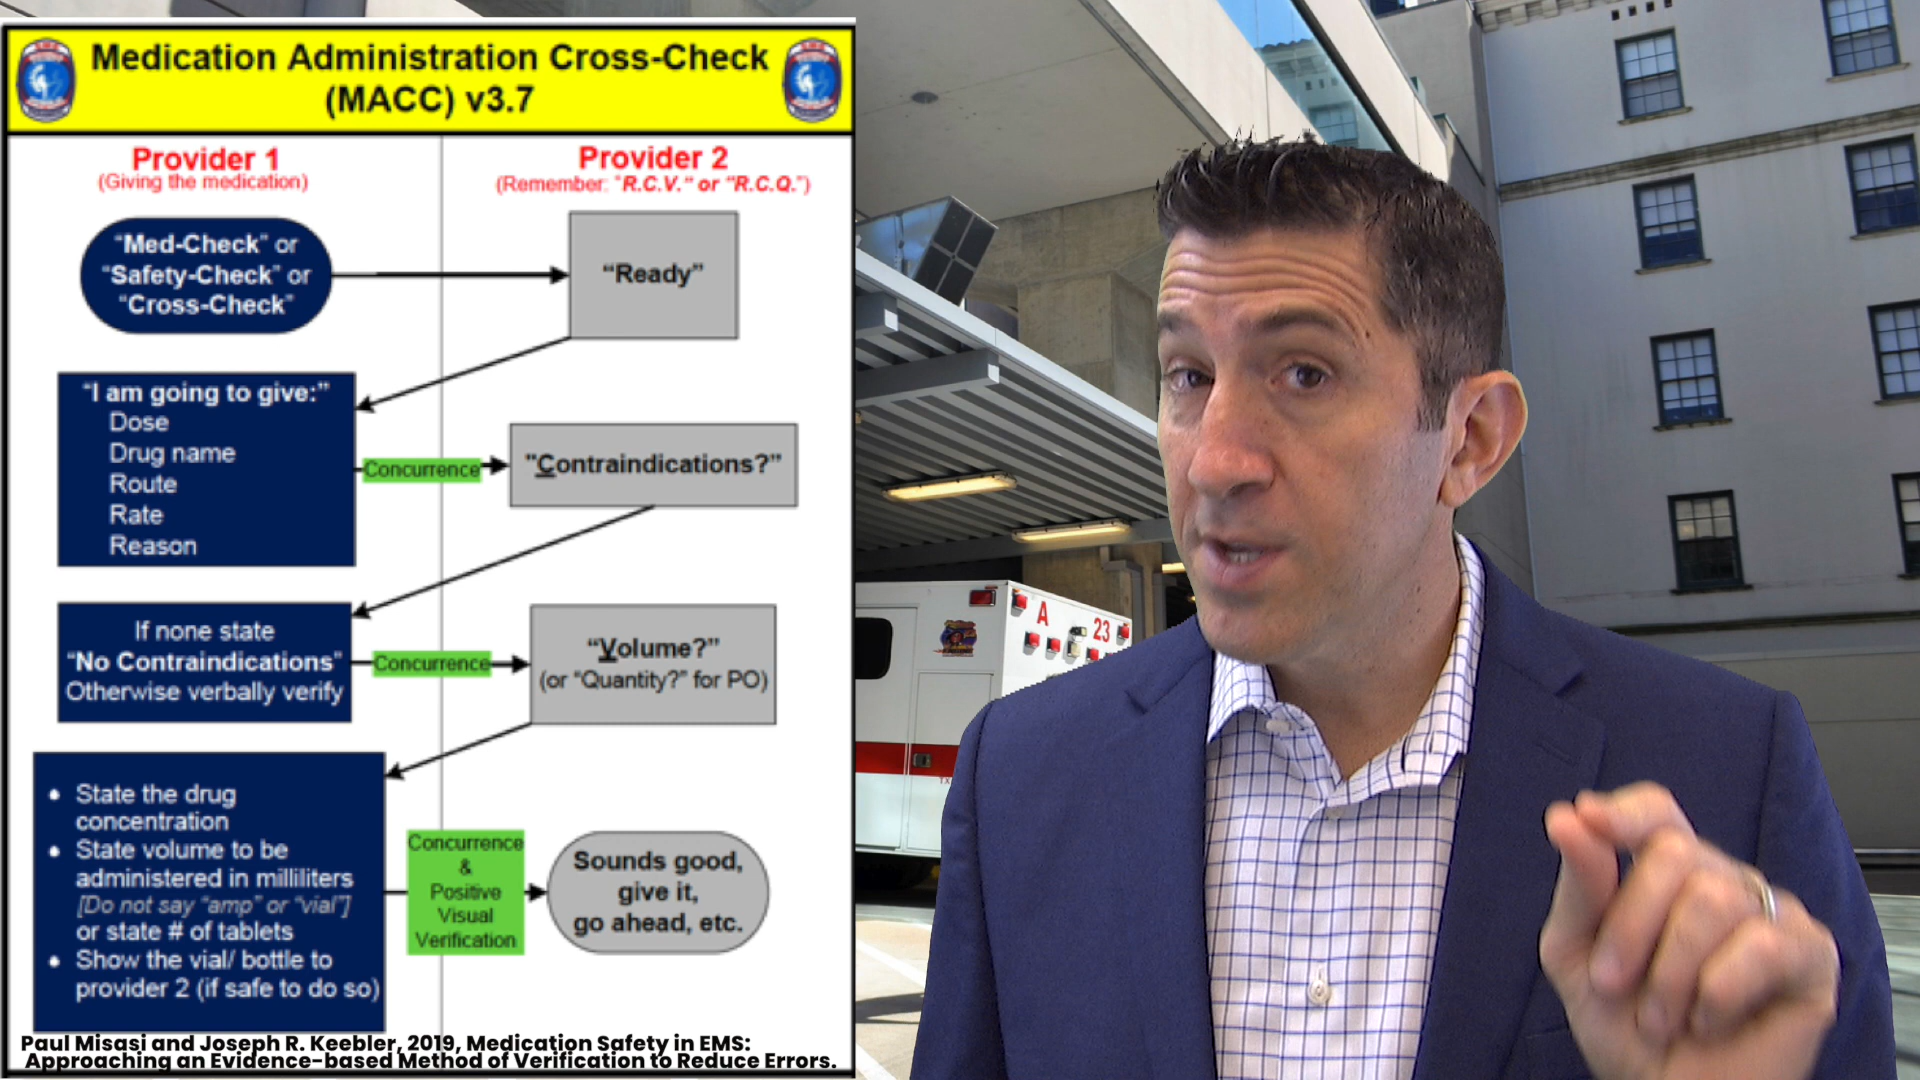 Medication Administration Cross-Check
(MACC) v3.7
Provider 1
(Giving the medication)
Provider 2
(Remember: "R.C.V." or "R.C.Q.")
“Med-Check” or
“Safety-Check” or
“Cross-Check”
“Ready”
“I am going to give:”
Dose
Drug name
Route
Rate
Reason
Concurrence
"Contraindications?”
If none state
“No Contraindications”
Otherwise verbally verify
Concurrence
“Volume?”
(or “Quantity?” for PO)
• State the drug
concentration
• State volume to be
administered in milliliters
[Do not say “amp” or “vial”]
or state # of tablets
• Show the vial/ bottle to
provider 2 (if safe to do so)
Concurrence
&
Positive
Visual
Verification
Sounds good,
give it,
go ahead, etc.
Paul Misasi and Joseph R. Keebler, 2019, Medication Safety in EMS:
Approaching an Evidence-based Method of Verification to Reduce Errors.
A
23